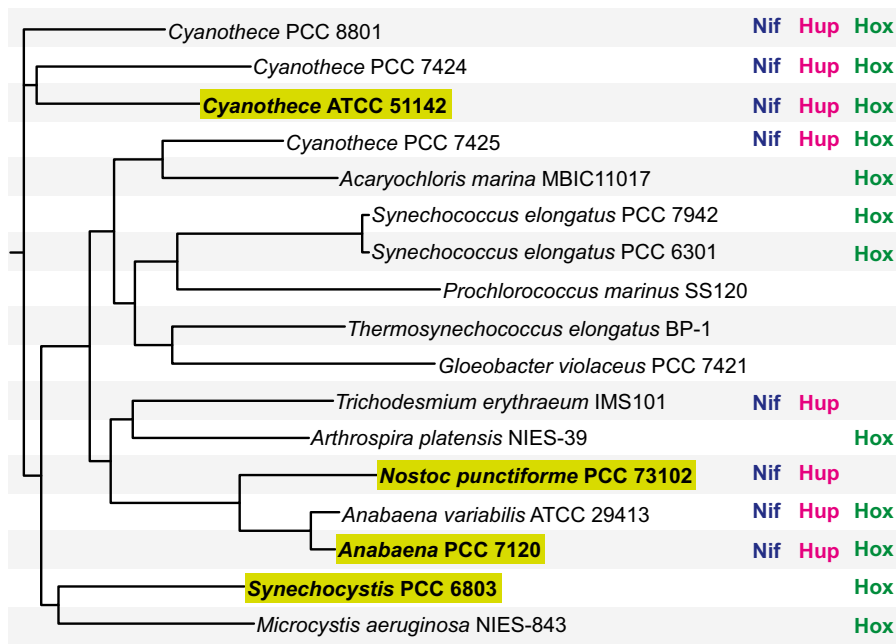 Cyanothece PCC 8801 Nif Hup Hox
Cyanothece PCC 7424 Nif Hup Hox
Cyanothece ATCC 51142 Nif Hup Hox
Cyanothece PCC 7425 Nif Hup Hox
Acaryochloris marina MBIC11017 Hox
Synechococcus elongatus PCC 7942 Hox
Synechococcus elongatus PCC 6301 Hox
Prochlorococcus marinus SS120
Thermosynechococcus elongatus BP-1
Gloeobacter violaceus PCC 7421
Trichodesmium erythraeum IMS101 Nif Hup
Arthrospira platensis NIES-39 Hox
Nostoc punctiforme PCC 73102 Nif Hup
Anabaena variabilis ATCC 29413 Nif Hup Hox
Anabaena PCC 7120 Nif Hup Hox
Synechocystis PCC 6803 Hox
Microcystis aeruginosa NIES-843 Hox